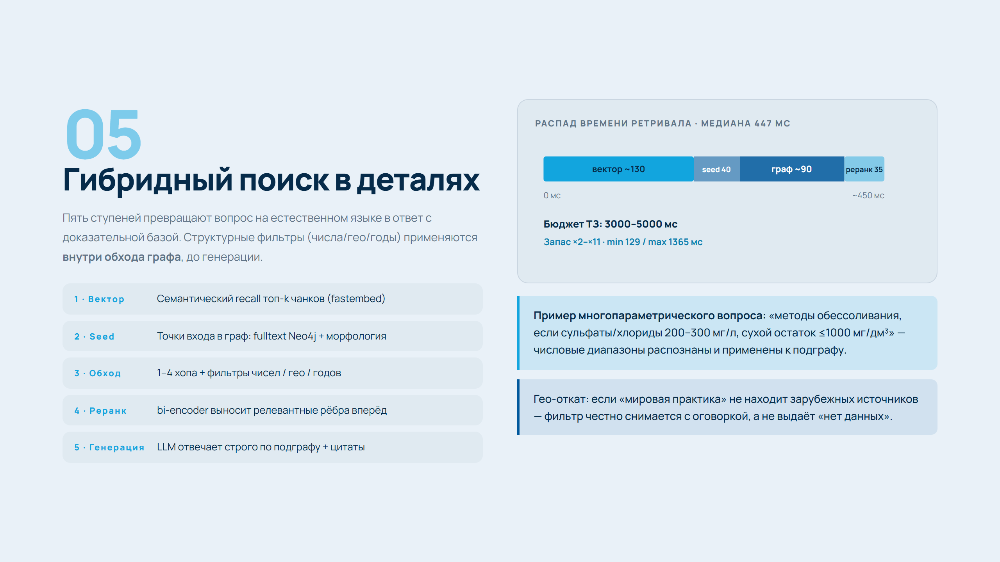 05
Гибридный поиск в деталях
Пять ступеней превращают вопрос на естественном языке в ответ с
доказательной базой. Структурные фильтры (числа/гео/годы) применяются
внутри обхода графа, до генерации.
1 · Вектор Семантический recall топ-k чанков (fastembed)
2 · Seed Точки входа в граф: fulltext Neo4j + морфология
3 · Обход 1–4 хопа + фильтры чисел / гео / годов
4 · Реранк bi-encoder выносит релевантные рёбра вперёд
5 · Генерация LLM отвечает строго по подграфу + цитаты
РАСПАД ВРЕМЕНИ РЕТРИВАЛА · МЕДИАНА 447 МС
вектор ~130 seed 40 граф ~90 реранк 35
0 мс ~450 мс
Бюджет ТЗ: 3000–5000 мс
Запас ×2–×11 · min 129 / max 1365 мс
Пример многопараметрического вопроса: «методы обессоливания,
если сульфаты/хлориды 200–300 мг/л, сухой остаток ≤1000 мг/дм³» —
числовые диапазоны распознаны и применены к подграфу.
Гео-откат: если «мировая практика» не находит зарубежных источников
— фильтр честно снимается с оговоркой, а не выдаёт «нет данных».